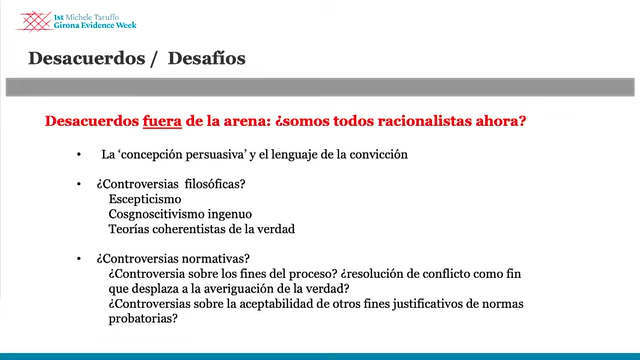 1st Michele Taruffo
Girona Evidence Week
Desacuerdos / Desafíos
Desacuerdos fuera de la arena: ¿somos todos racionalistas ahora?
• La ‘concepción persuasiva’ y el lenguaje de la convicción
• ¿Controversias filosóficas?
Escepticismo
Cosgnoscitivismo ingenuo
Teorías coherentistas de la verdad
• ¿Controversias normativas?
¿Controversia sobre los fines del proceso? ¿resolución de conflicto como fin
que desplaza a la averiguación de la verdad?
¿Controversias sobre la aceptabilidad de otros fines justificativos de normas
probatorias?